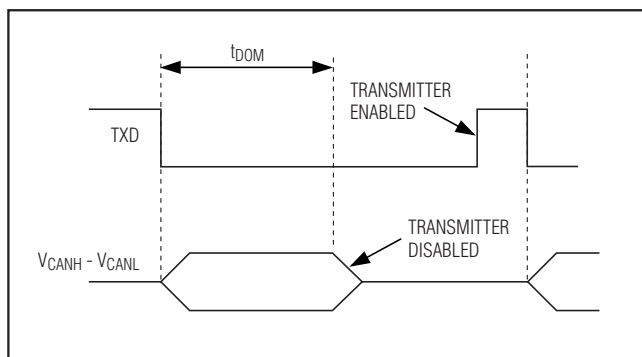 tDOM
TRANSMITTER
ENABLED
TXD
TRANSMITTER
DISABLED
VCANH - VCANL